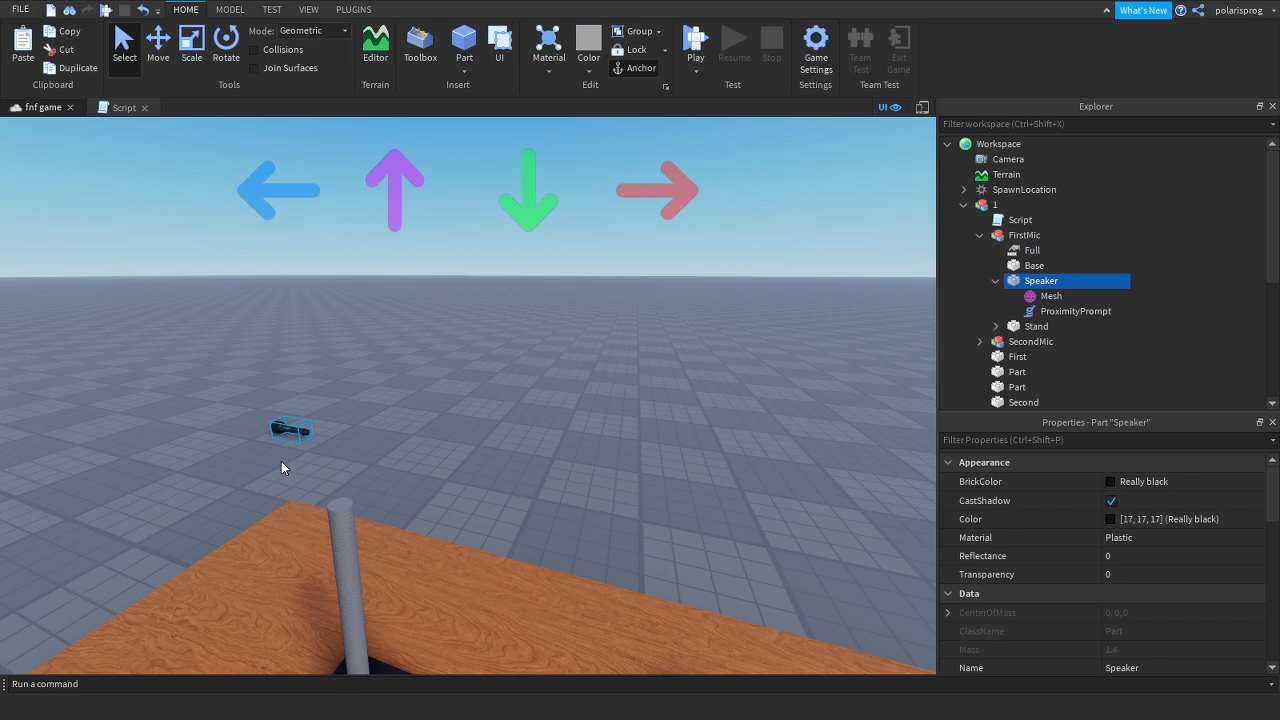 FILE HOME MODEL TEST VIEW PLUGINS What's New polarisprog
Paste Copy Cut Duplicate Clipboard
Select Move Scale Rotate Mode: Geometric Collisions Join Surfaces Tools
Editor Terrain
Toolbox Part UI Insert
Material Color Group Lock Anchor Edit
Play Resume Stop Test
Game Settings Settings
Team Test Exit Game Team Test
fnf game Script UI
Explorer
Filter workspace (Ctrl+Shift+X)
Workspace
Camera
Terrain
SpawnLocation
1
Script
FirstMic
Full
Base
Speaker
Mesh
ProximityPrompt
Stand
SecondMic
First
Part
Part
Second
Properties - Part "Speaker"
Filter Properties (Ctrl+Shift+P)
Appearance
BrickColor Really black
CastShadow
Color [17, 17, 17] (Really black)
Material Plastic
Reflectance 0
Transparency 0
Data
CenterOfMass 0, 0, 0
ClassName Part
Mass 1.4
Name Speaker
Run a command